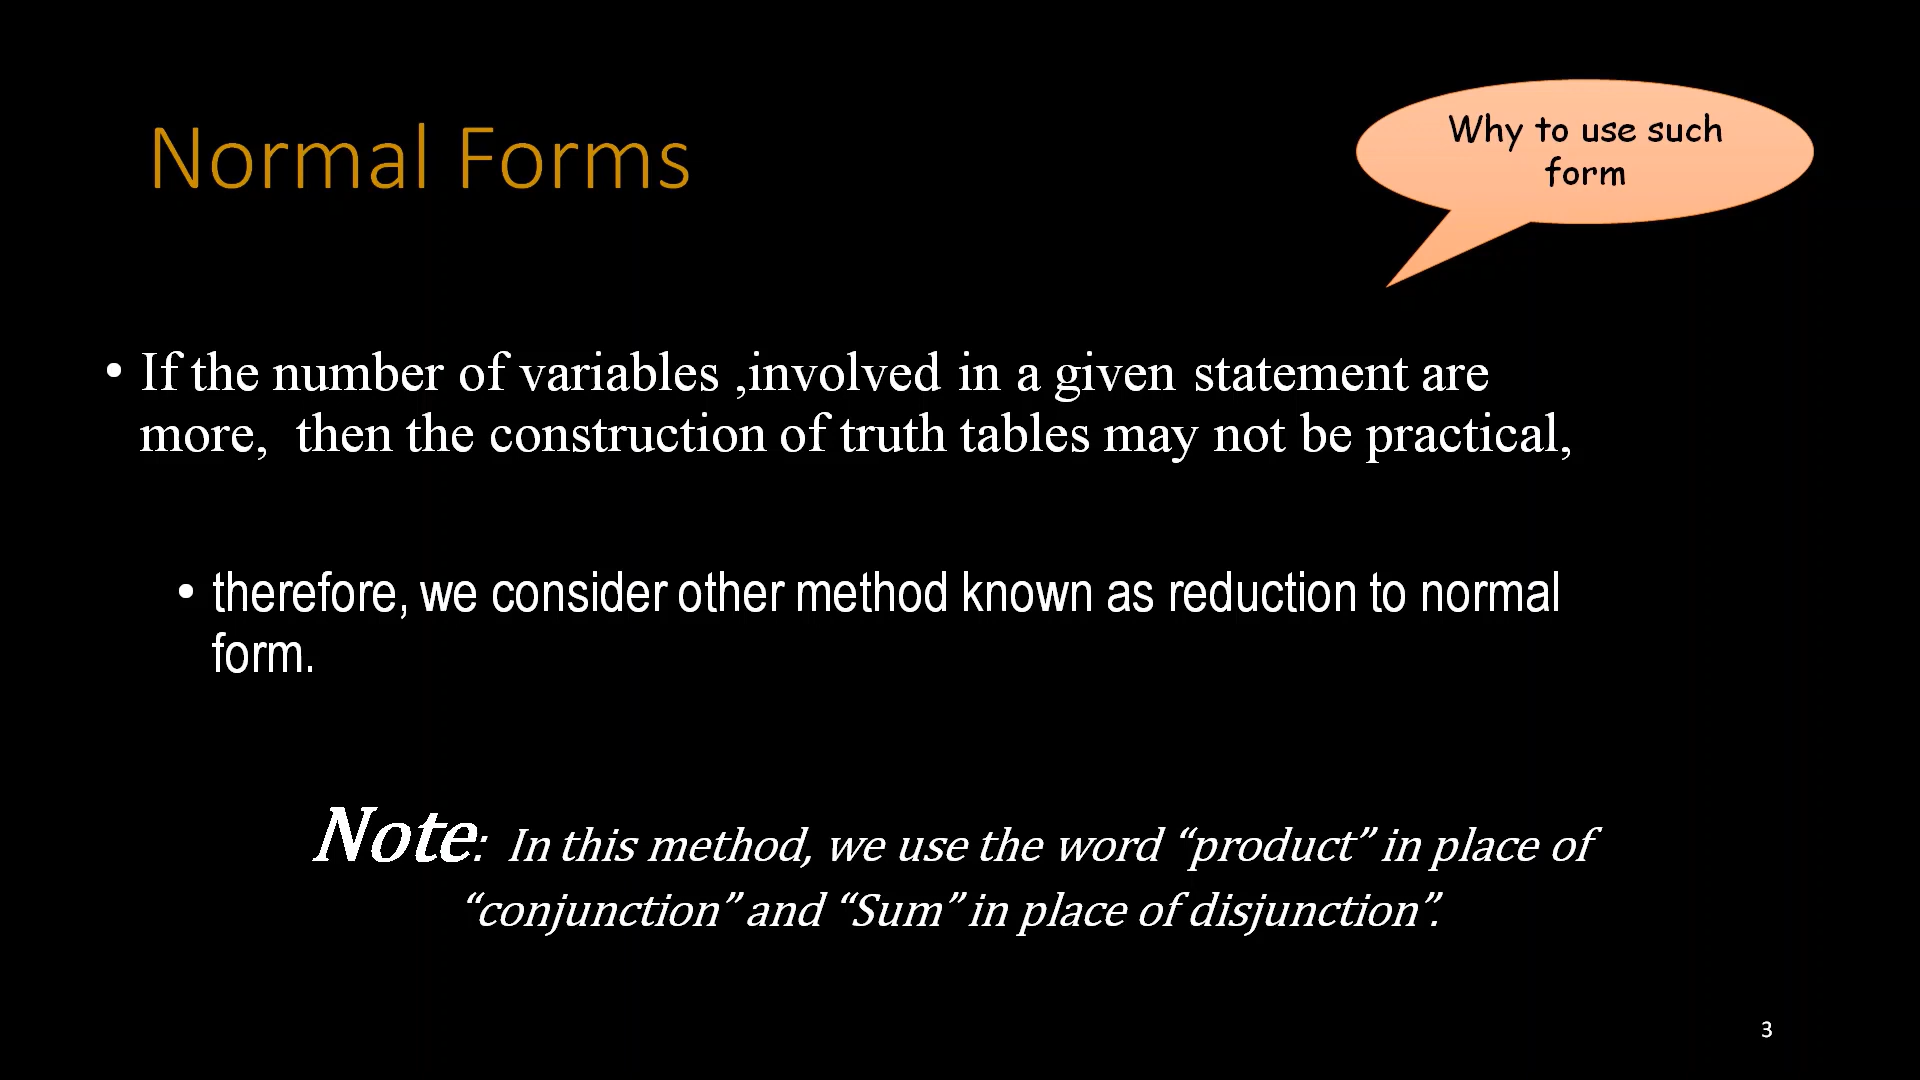 Normal Forms
Why to use such
form
• If the number of variables ,involved in a given statement are
more,  then the construction of truth tables may not be practical,
• therefore, we consider other method known as reduction to normal
form.
Note:  In this method, we use the word “product” in place of
“conjunction” and “Sum” in place of disjunction”.
3